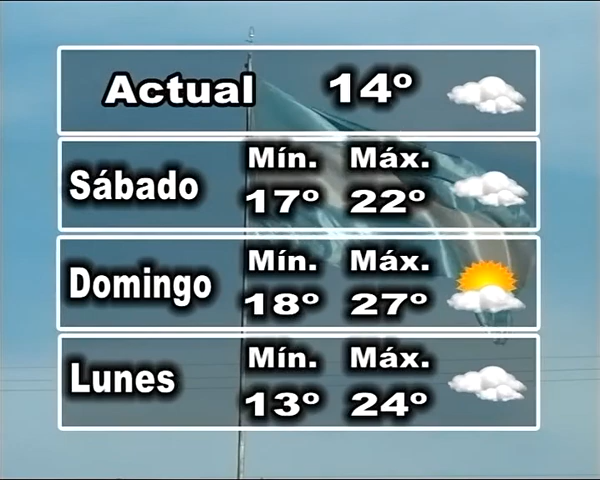 Actual 14º
Mín. Máx.
Sábado 17º 22º
Mín. Máx.
Domingo 18º 27º
Mín. Máx.
Lunes 13º 24º